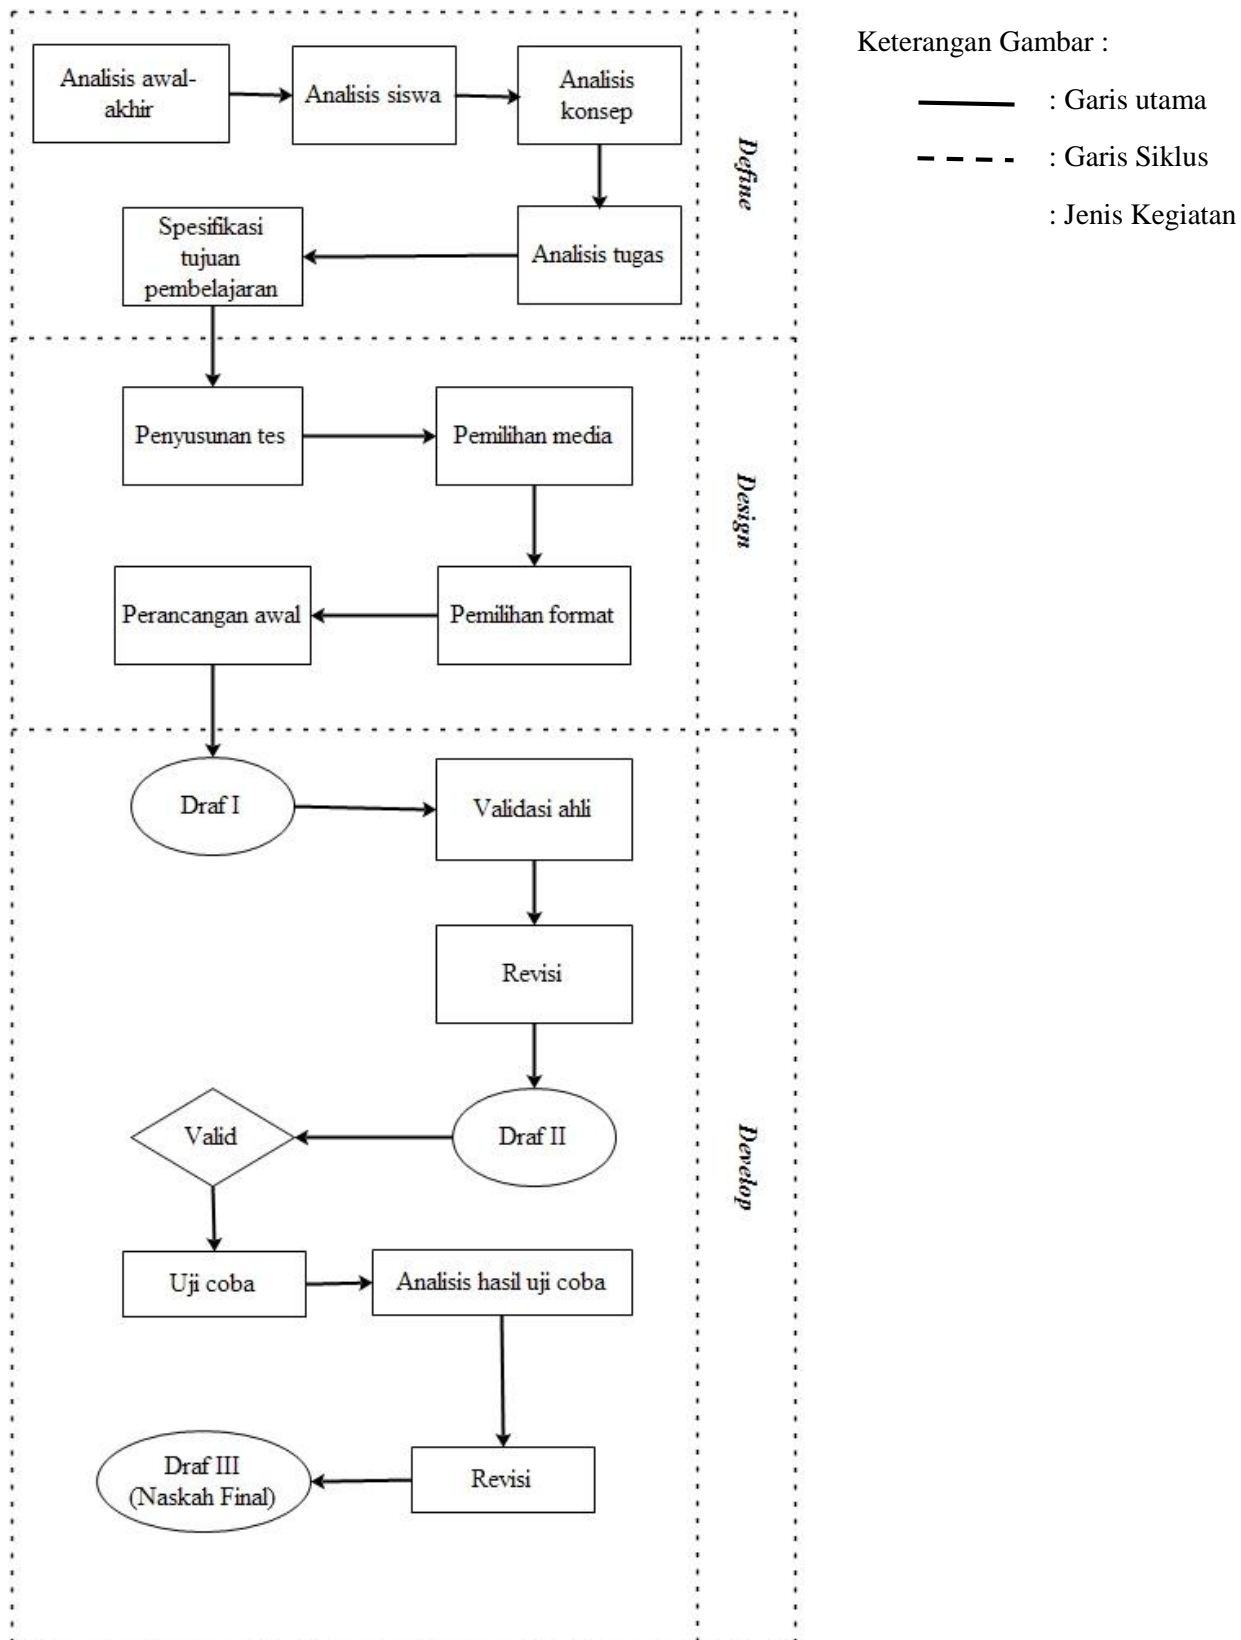 Analisis awal-
akhir
Analisis siswa
Analisis
konsep
Define
Analisis tugas
Spesifikasi
tujuan
pembelajaran
Penyusunan tes
Pemilihan media
Design
Pemilihan format
Perancangan awal
Draf I
Validasi ahli
Revisi
Draf II
Valid
Develop
Uji coba
Analisis hasil uji coba
Revisi
Draf III
(Naskah Final)
Keterangan Gambar :
: Garis utama
: Garis Siklus
: Jenis Kegiatan